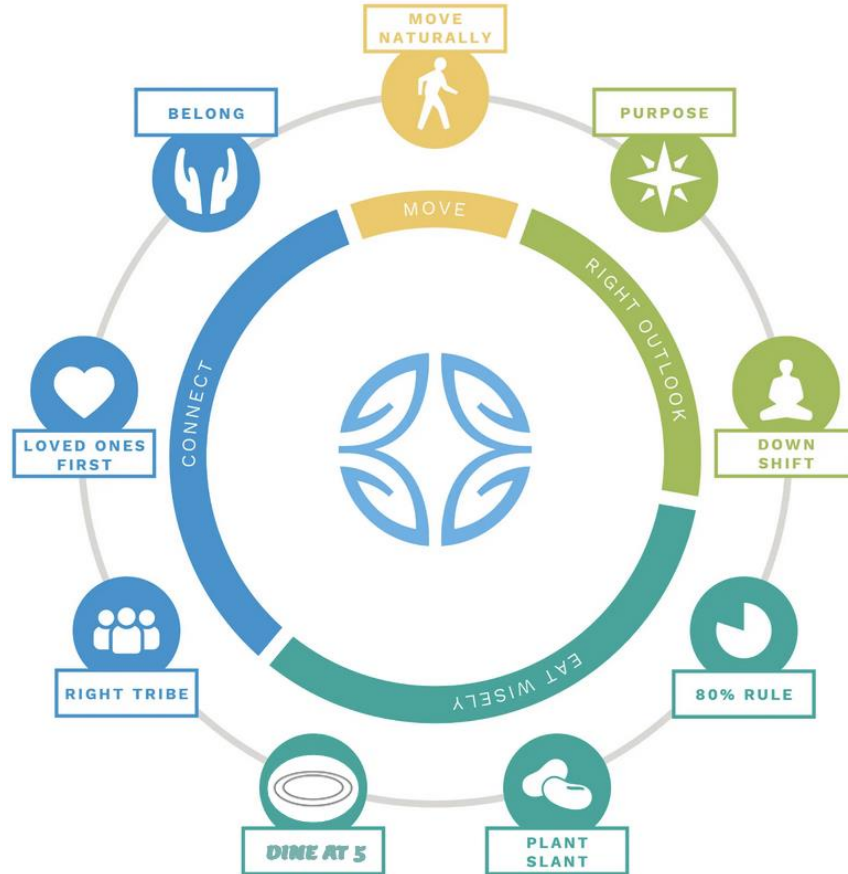 MOVE
NATURALLY
BELONG
PURPOSE
MOVE
RIGHT OUTLOOK
CONNECT
LOVED ONES
FIRST
DOWN
SHIFT
EAT WISELY
RIGHT TRIBE
80% RULE
DINE AT 5
PLANT
SLANT